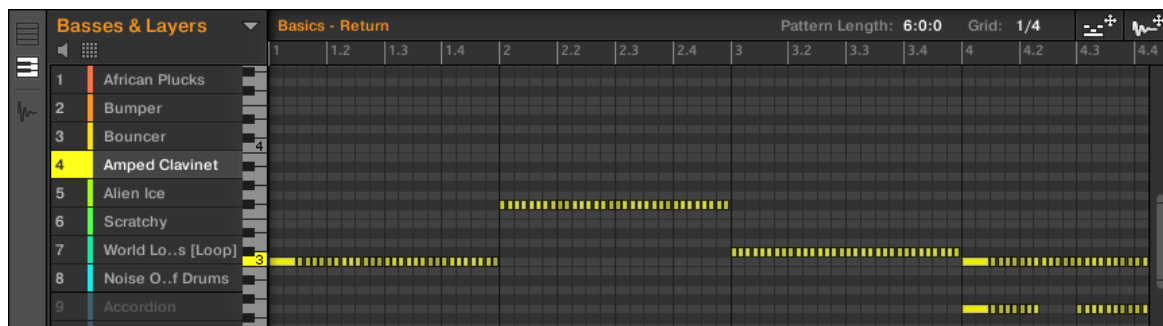 Basses & Layers Basics - Return Pattern Length: 6:0:0 Grid: 1/4
1 1.2 1.3 1.4 2 2.2 2.3 2.4 3 3.2 3.3 3.4 4 4.2 4.3 4.4
1 African Plucks
2 Bumper
3 Bouncer
4
4 Amped Clavinet
5 Alien Ice
6 Scratchy
7 World Lo..s [Loop]
3
8 Noise O..f Drums
9 Accordion